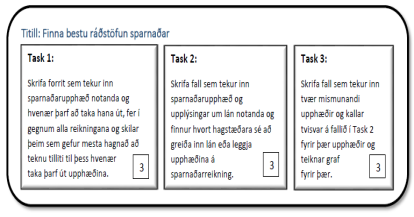 Titill: Finna bestu ráðstöfun sparnaðar
Task 1:
Skrifa forrit sem tekur inn
sparnaðarupphæð notanda og
hvenær þarf að taka hana út, fer í
gegnum alla reikningana og skilar
þeim sem gefur mesta hagnað að
teknu tilliti til þess hvenær
taka þarf út upphæðina.
3
Task 2:
Skrifa fall sem tekur inn
sparnaðarupphæð og
upplýsingar um lán notanda og
finnur hvort hagstæðara sé að
greiða inn lán eða leggja
upphæðina á
sparnaðarreikning.
3
Task 3:
Skrifa fall sem tekur inn
tvær mismunandi
upphæðir og kallar
tvisvar á fallið í Task 2
fyrir þær upphæðir og
teiknar graf
fyrir þær.
3